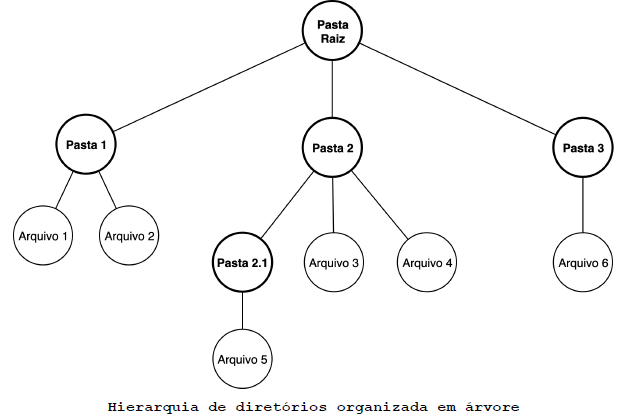 Pasta
Raiz
Pasta 1
Pasta 2
Pasta 3
Arquivo 1
Arquivo 2
Pasta 2.1
Arquivo 3
Arquivo 4
Arquivo 6
Arquivo 5
Hierarquia de diretórios organizada em árvore